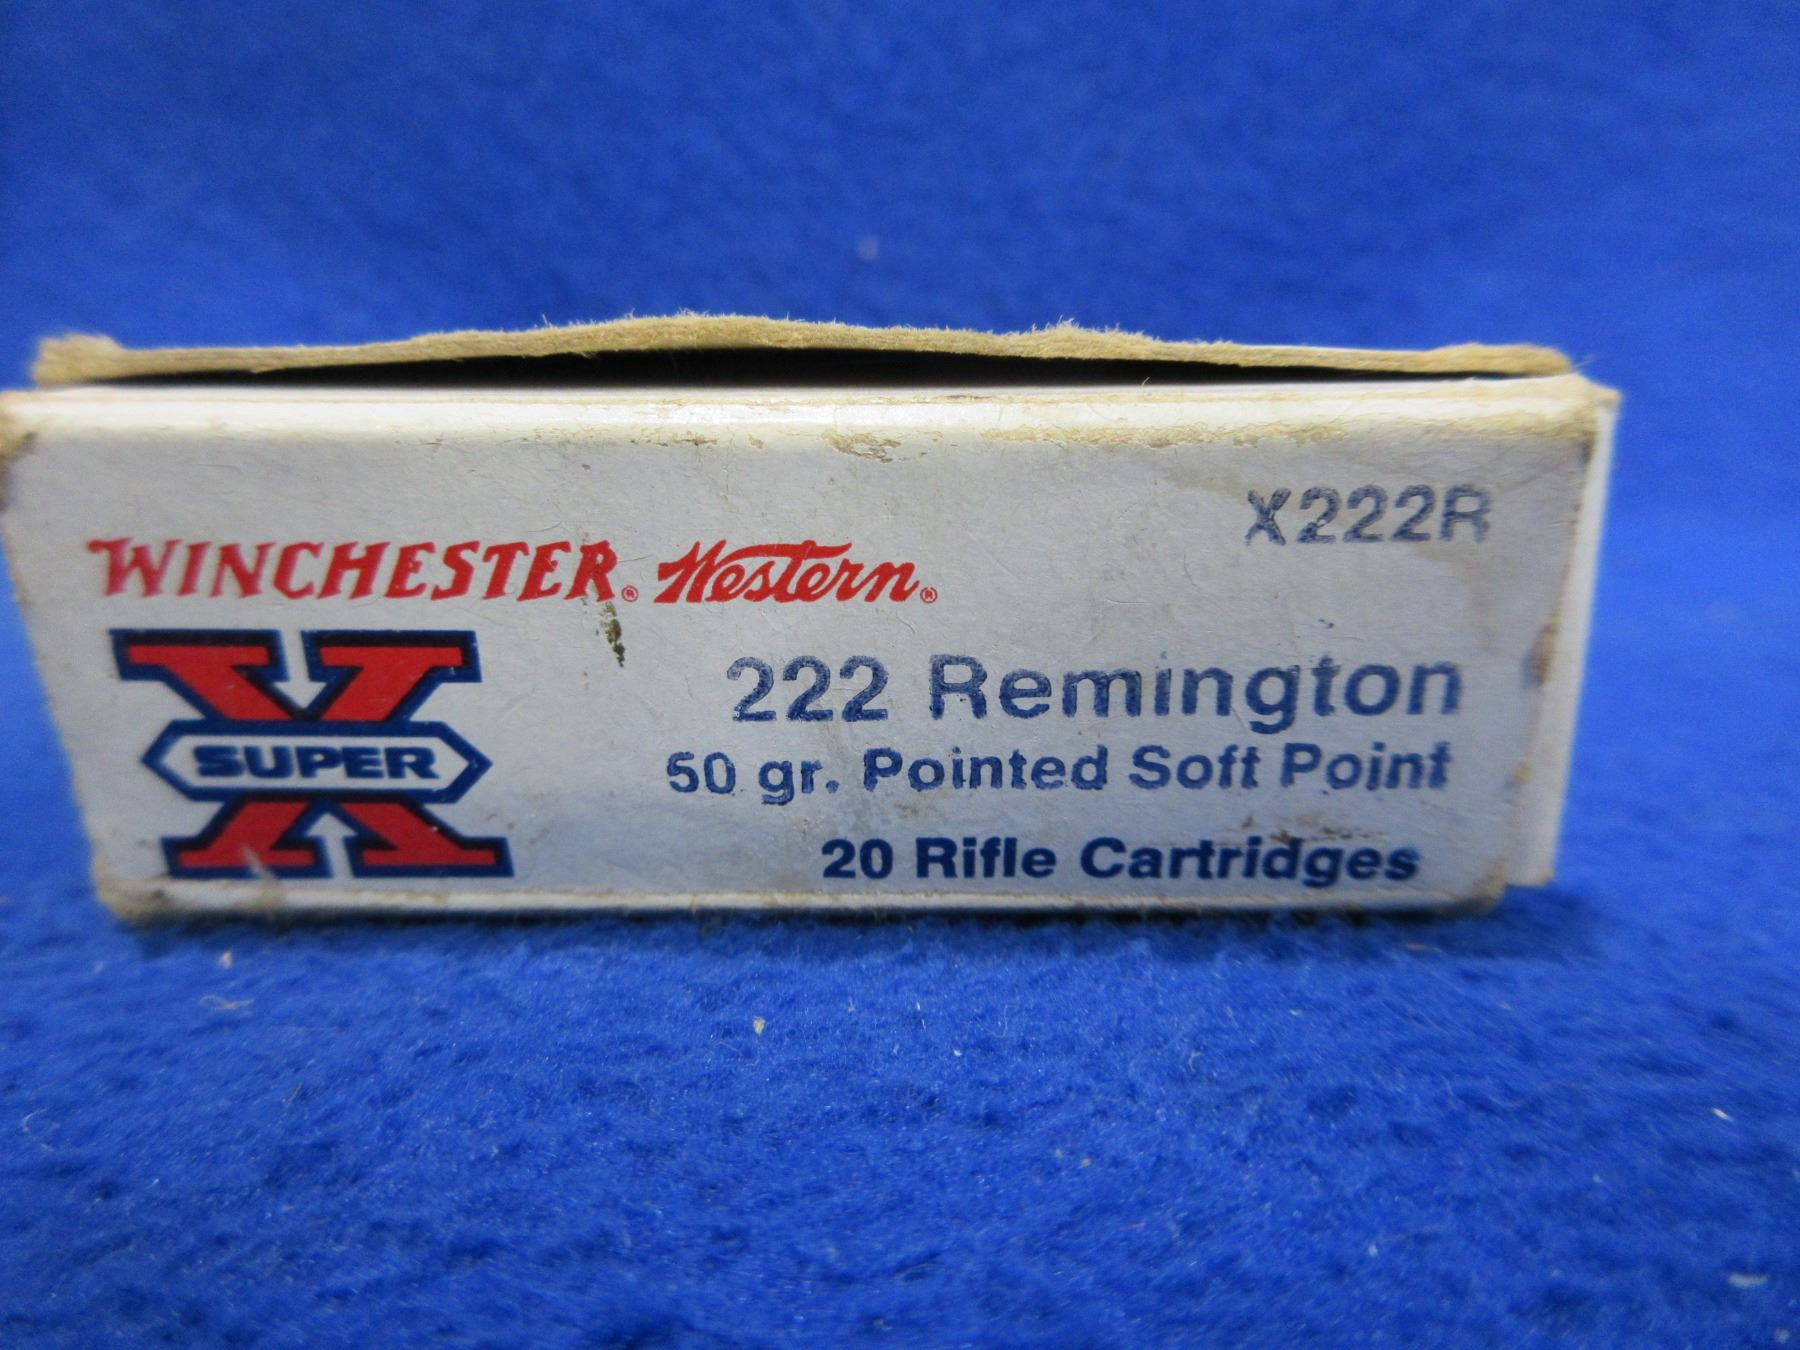 X222R
WINCHESTER® Western®
222 Remington
SUPER X
50 gr. Pointed Soft Point
20 Rifle Cartridges